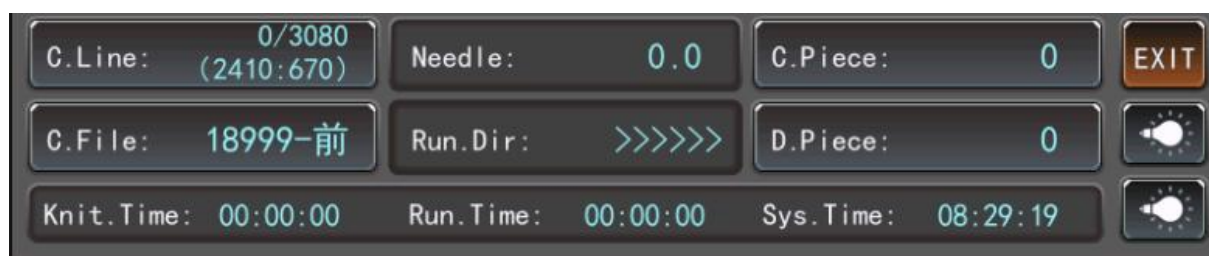 C.Line: 0/3080
(2410:670)
Needle: 0.0
C.Piece: 0
EXIT
C.File: 18999-前
Run.Dir: >>>>>>
D.Piece: 0
Knit.Time: 00:00:00 Run.Time: 00:00:00 Sys.Time: 08:29:19